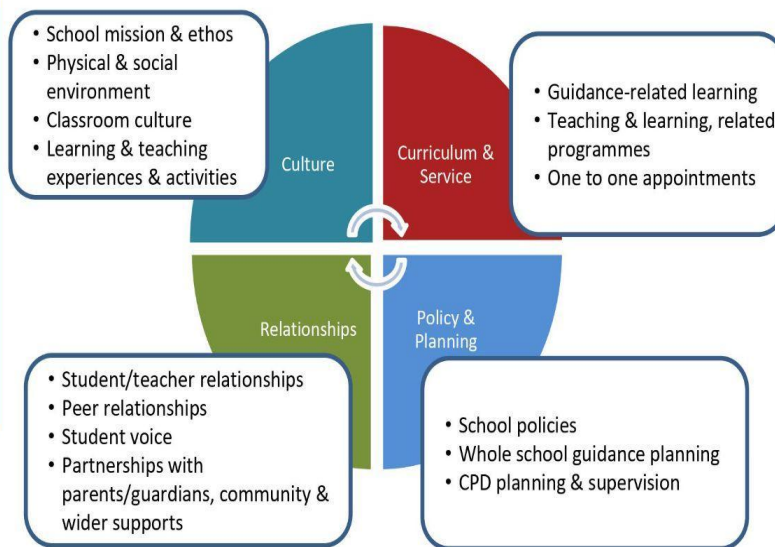 • School mission & ethos
• Physical & social
environment
• Classroom culture
• Learning & teaching
experiences & activities
Culture
Curriculum &
Service
• Guidance-related learning
• Teaching & learning, related
programmes
• One to one appointments
Relationships
Policy &
Planning
• Student/teacher relationships
• Peer relationships
• Student voice
• Partnerships with
parents/guardians, community &
wider supports
• School policies
• Whole school guidance planning
• CPD planning & supervision